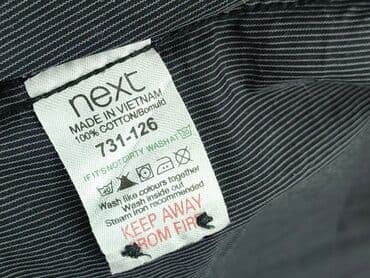 next
MADE IN VIETNAM
100% COTTON/Bomuld
731-126
IF IT'S NOT DIRTY WASH AT
Wash like colours together
Wash inside out
Steam iron recommended
KEEP AWAY
FROM FIRE